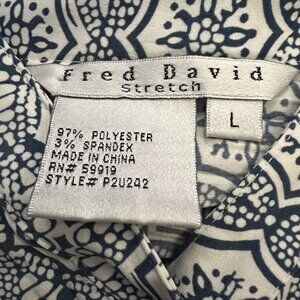 Fred David
Stretch
L
97% POLYESTER
3% SPANDEX
MADE IN CHINA
RN# 59919
STYLE# P2U242